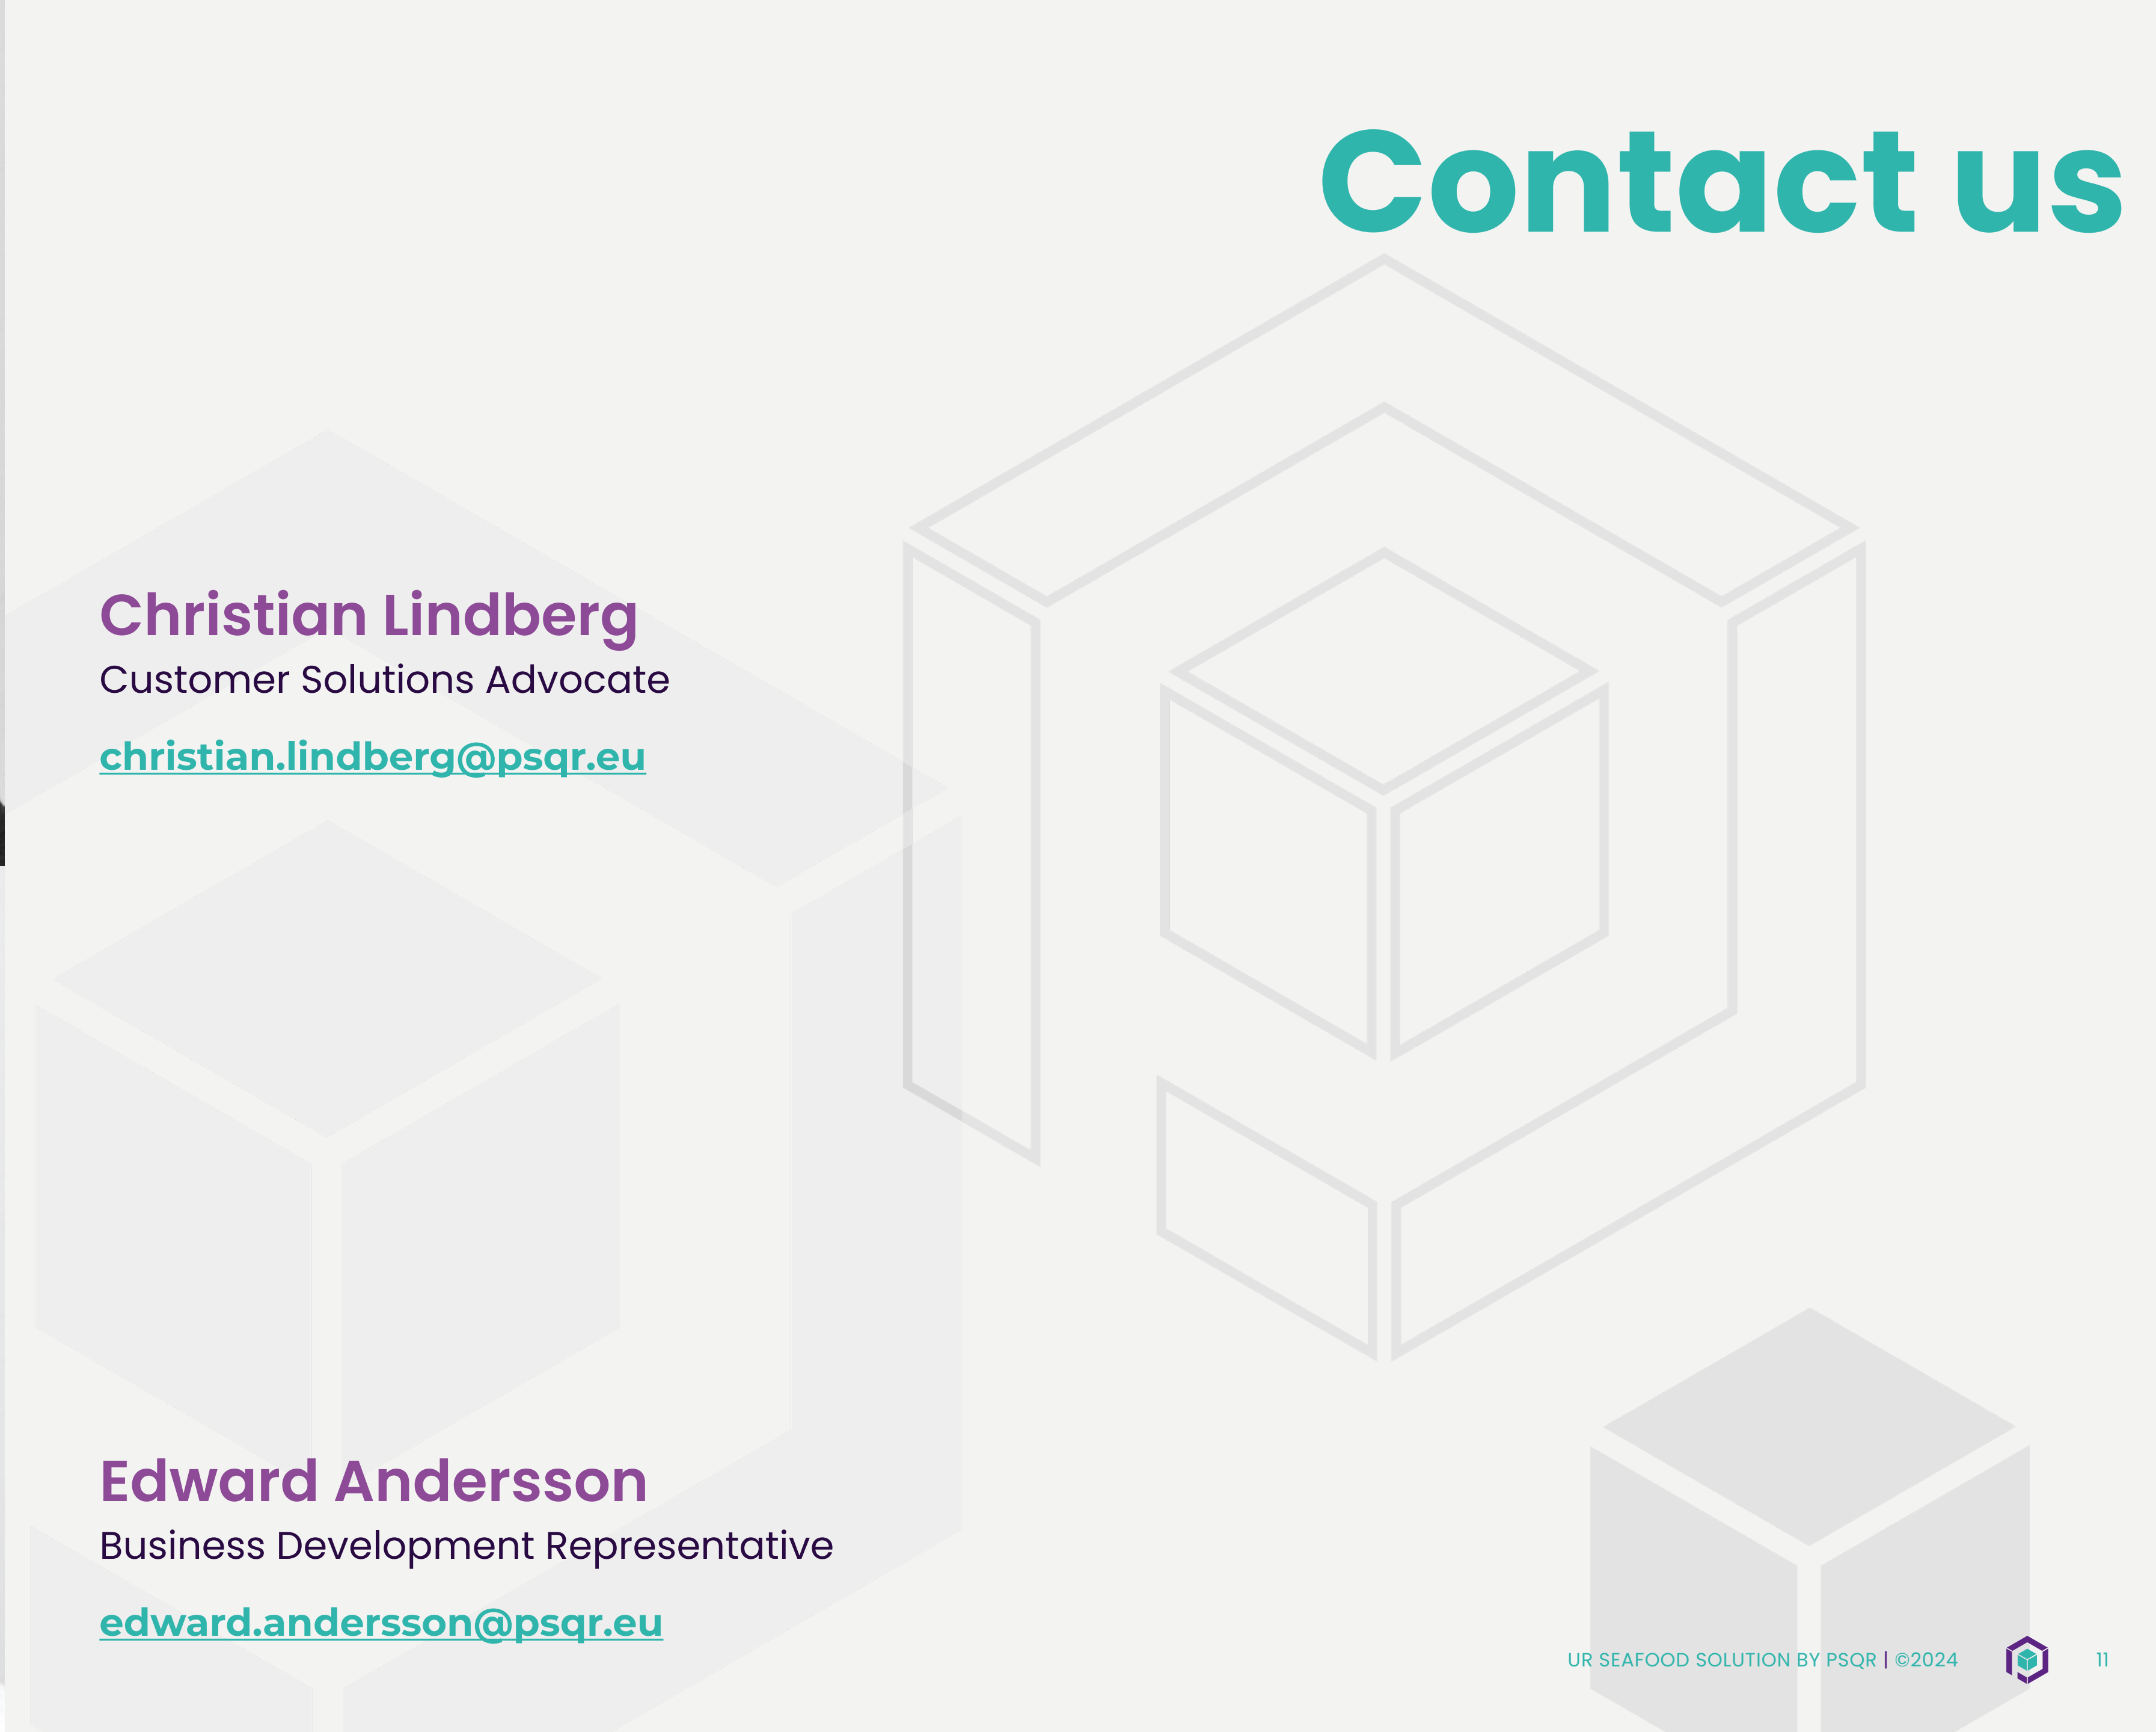 Contact us
Christian Lindberg
Customer Solutions Advocate
christian.lindberg@psqr.eu
Edward Andersson
Business Development Representative
edward.andersson@psqr.eu
UR SEAFOOD SOLUTION BY PSQR | ©2024
11